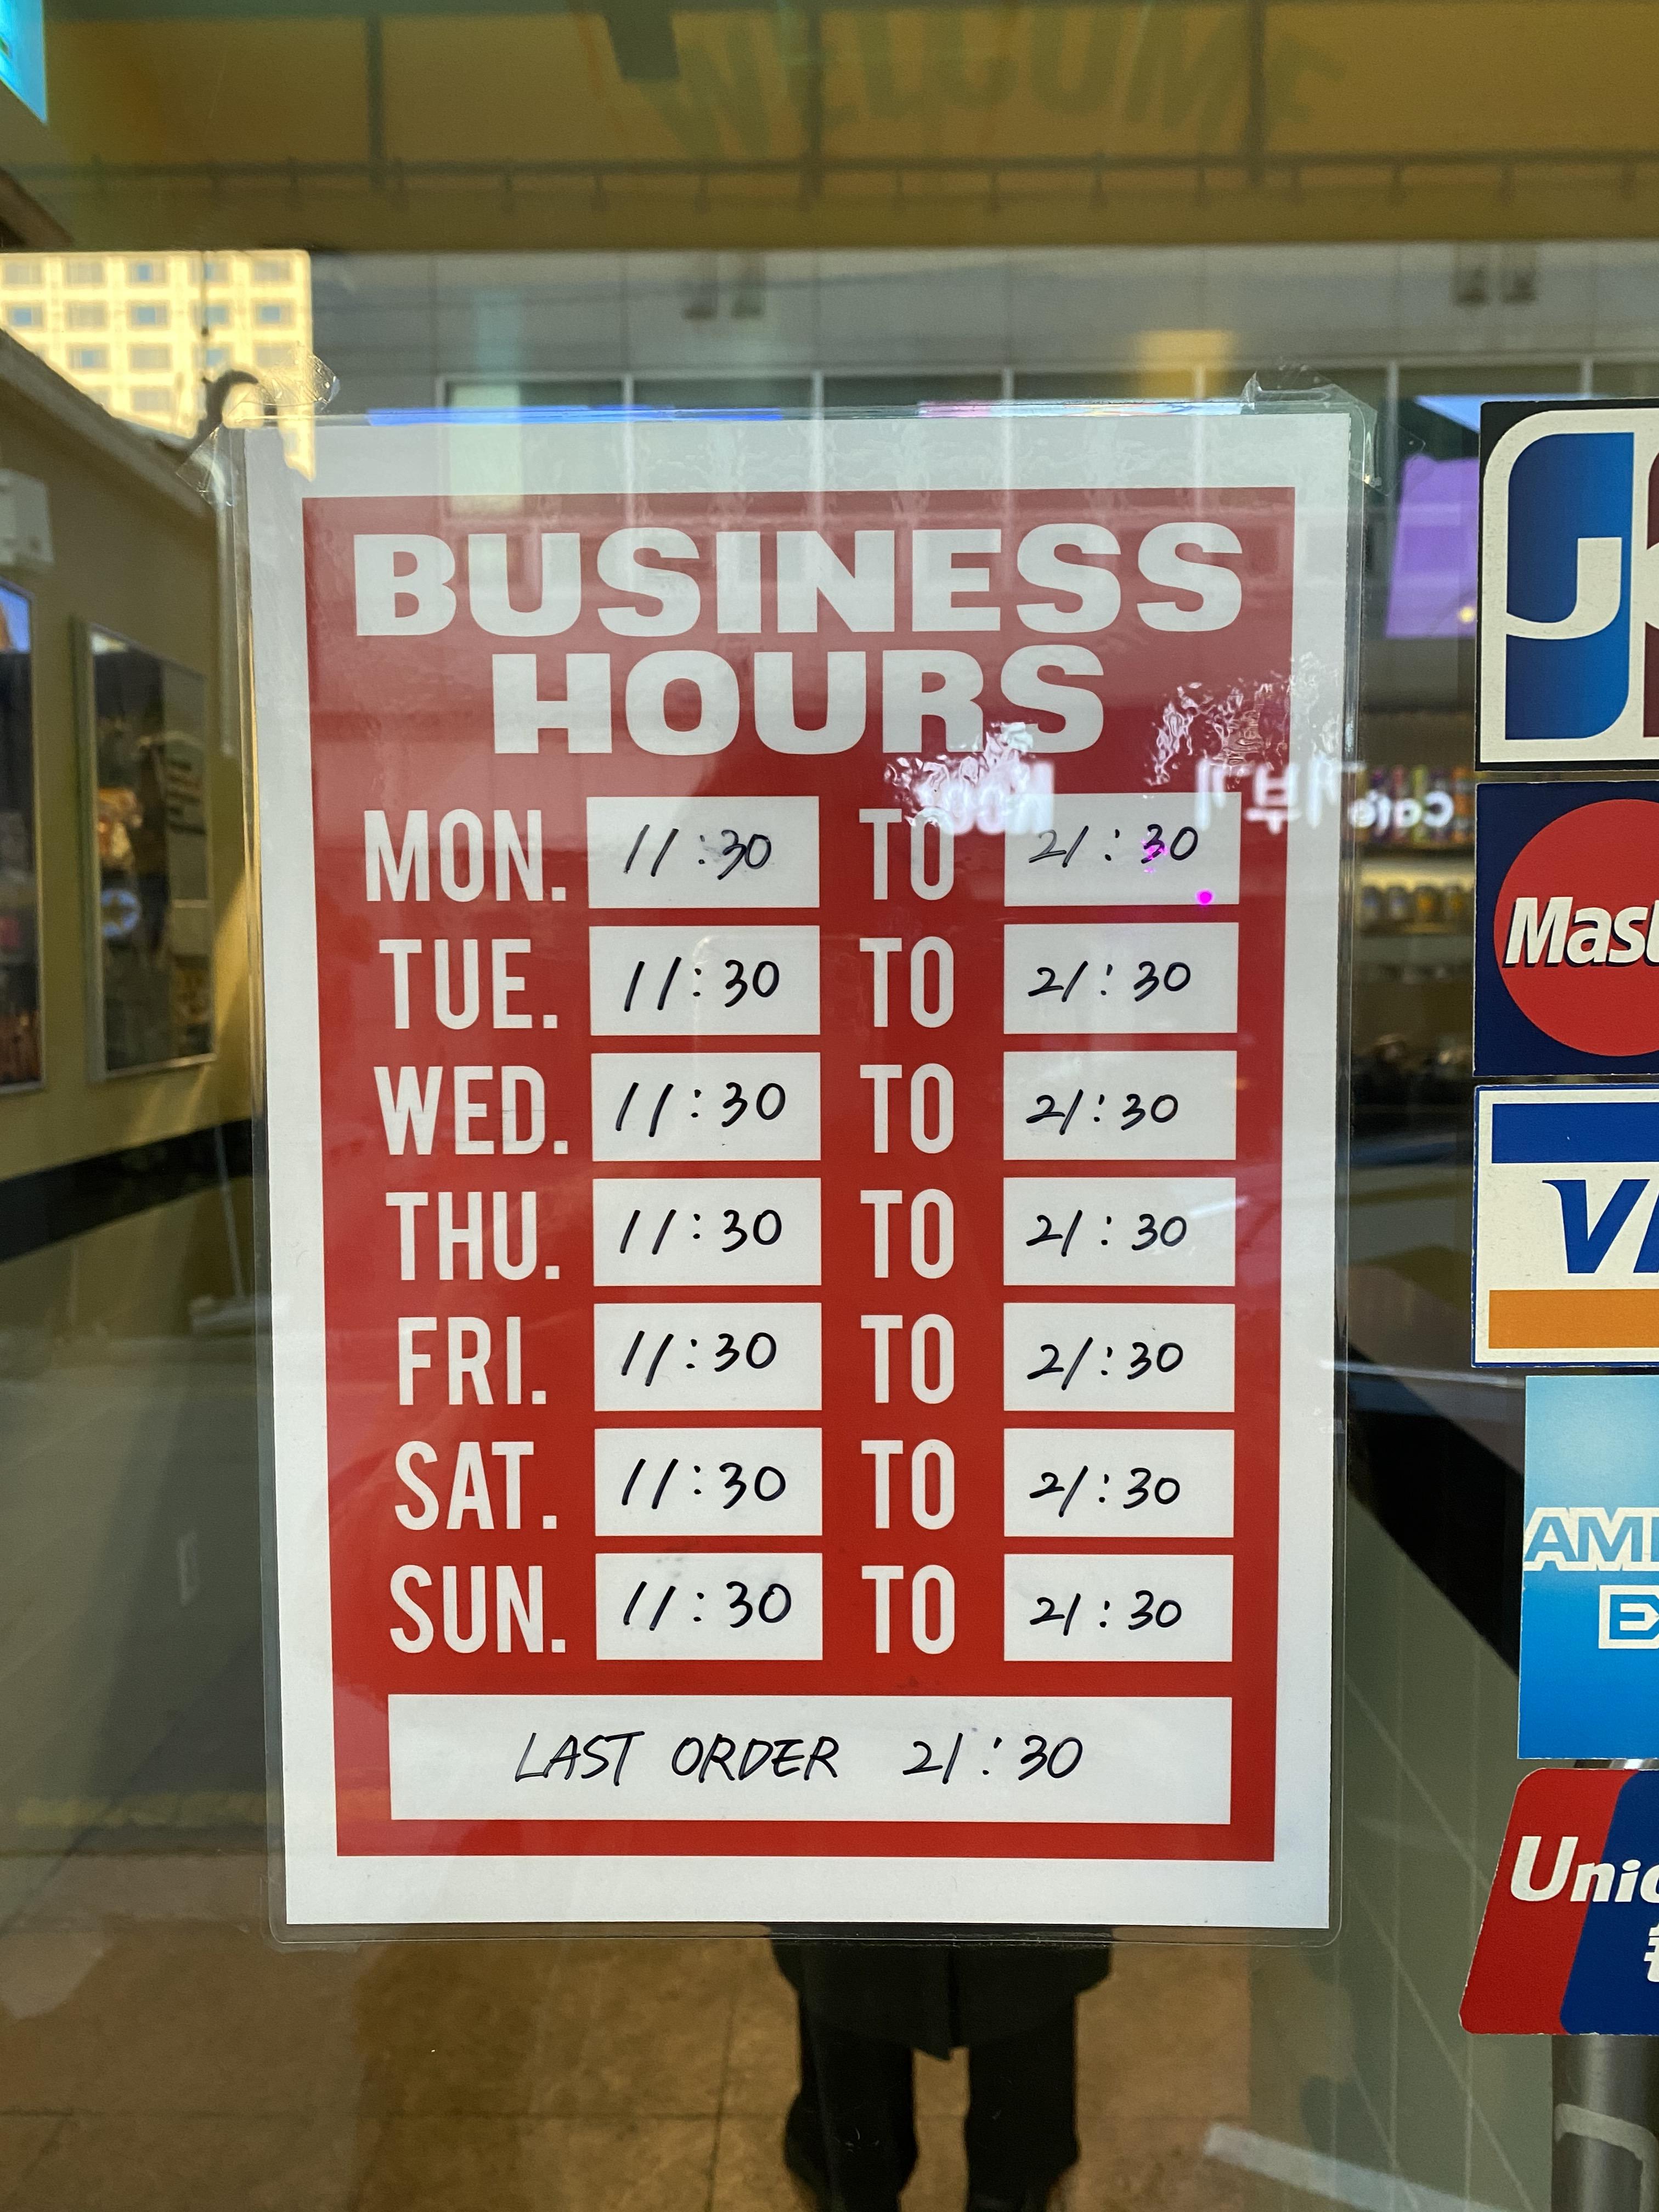 WELCOME
BUSINESS
HOURS
MON. 11:30 TO 21:30
TUE. 11:30 TO 21:30
WED. 11:30 TO 21:30
THU. 11:30 TO 21:30
FRI. 11:30 TO 21:30
SAT. 11:30 TO 21:30
SUN. 11:30 TO 21:30
LAST ORDER 21:30